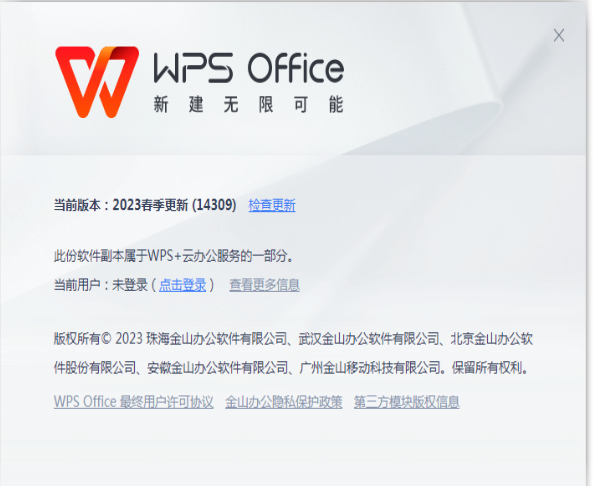 WPS Office
新建无限可能
当前版本：2023春季更新 (14309) 检查更新
此份软件副本属于WPS+云办公服务的一部分。
当前用户：未登录（点击登录） 查看更多信息
版权所有© 2023 珠海金山办公软件有限公司、武汉金山办公软件有限公司、北京金山办公软
件股份有限公司、安徽金山办公软件有限公司、广州金山移动科技有限公司。保留所有权利。
WPS Office 最终用户许可协议 金山办公隐私保护政策 第三方模块版权信息